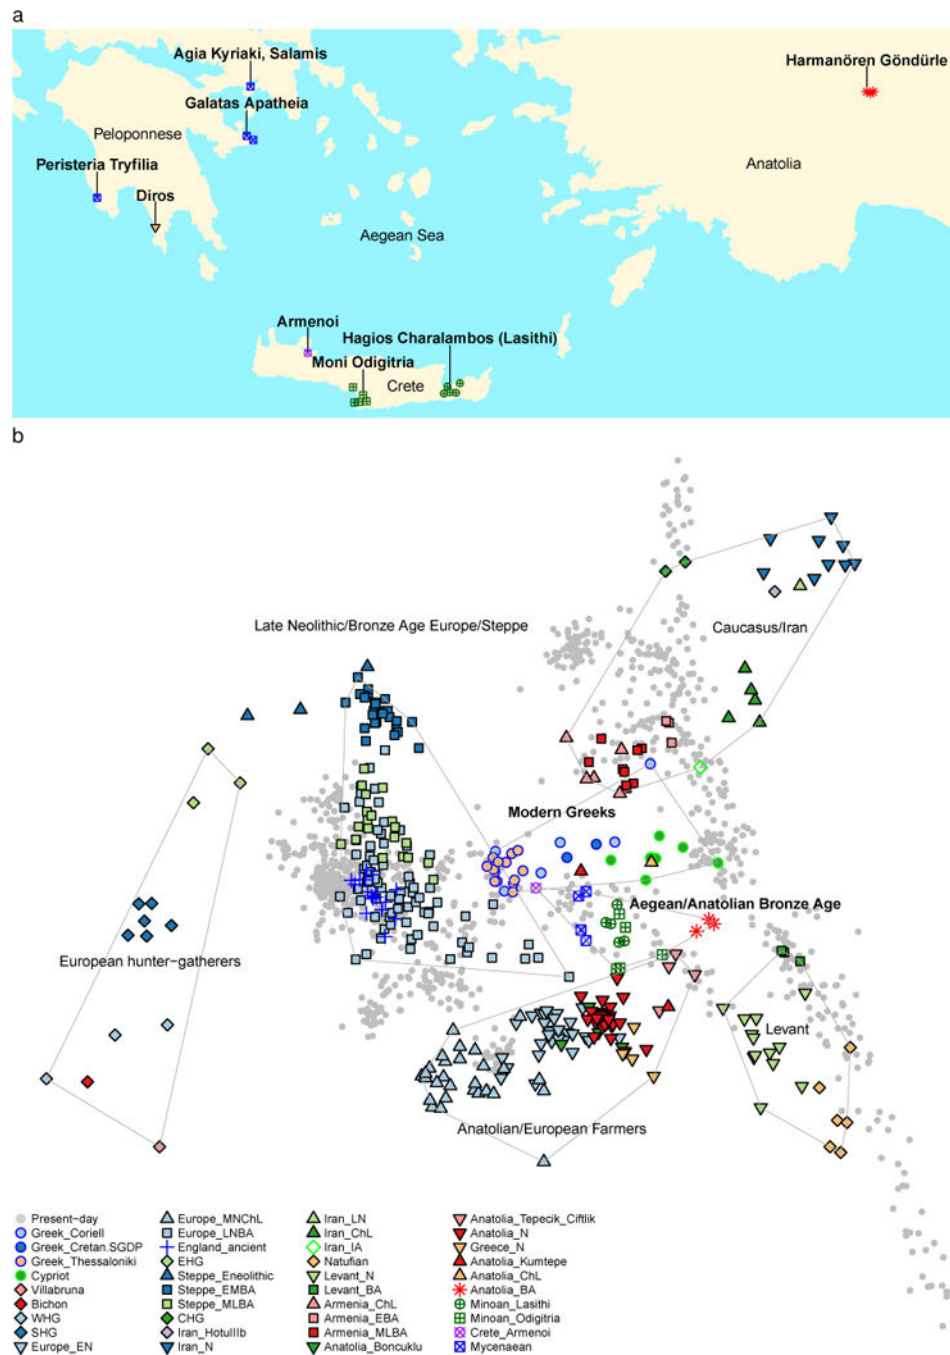 a
Agia Kyriaki, Salamis
Harmanören Göndürle
Galatas Apatheia
Peloponnese
Anatolia
Peristeria Tryfilia
Diros
Aegean Sea
Armenoi
Hagios Charalambos (Lasithi)
Moni Odigitria
Crete
b
Late Neolithic/Bronze Age Europe/Steppe
Caucasus/Iran
Modern Greeks
Aegean/Anatolian Bronze Age
European hunter-gatherers
Levant
Anatolian/European Farmers
Present-day
Greek_Coriell
Greek_Cretan.SGDP
Greek_Thessaloniki
Cypriot
Villabruna
Bichon
WHG
SHG
Europe_EN
Europe_MNChL
Europe_LNBA
England_ancient
EHG
Steppe_Eneolithic
Steppe_EMBA
Steppe_MLBA
CHG
Iran_HotuIIIb
Iran_N
Iran_LN
Iran_ChL
Iran_IA
Natufian
Levant_N
Levant_BA
Armenia_ChL
Armenia_EBA
Armenia_MLBA
Anatolia_Boncuklu
Anatolia_Tepecik_Ciftlik
Anatolia_N
Greece_N
Anatolia_Kumtepe
Anatolia_ChL
Anatolia_BA
Minoan_Lasithi
Minoan_Odigitria
Crete_Armenoi
Mycenaean